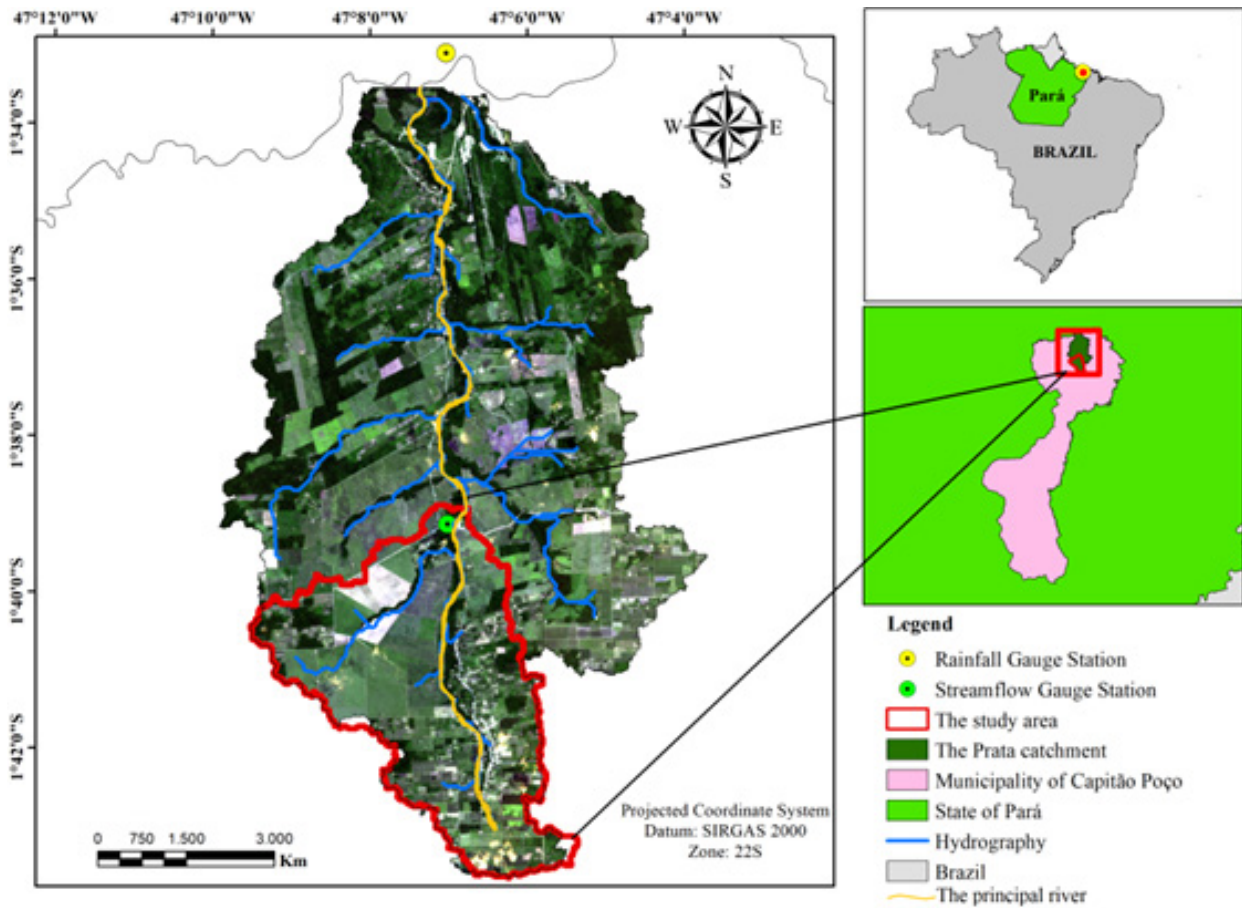 47°12'0"W 47°10'0"W 47°8'0"W 47°6'0"W 47°4'0"W
1°34'0"S
1°36'0"S
1°38'0"S
1°40'0"S
1°42'0"S
N
W E
S
Projected Coordinate System
Datum: SIRGAS 2000
Zone: 22S
0 750 1.500 3.000
Km
Pará
BRAZIL
Legend
Rainfall Gauge Station
Streamflow Gauge Station
The study area
The Prata catchment
Municipality of Capitão Poço
State of Pará
Hydrography
Brazil
The principal river